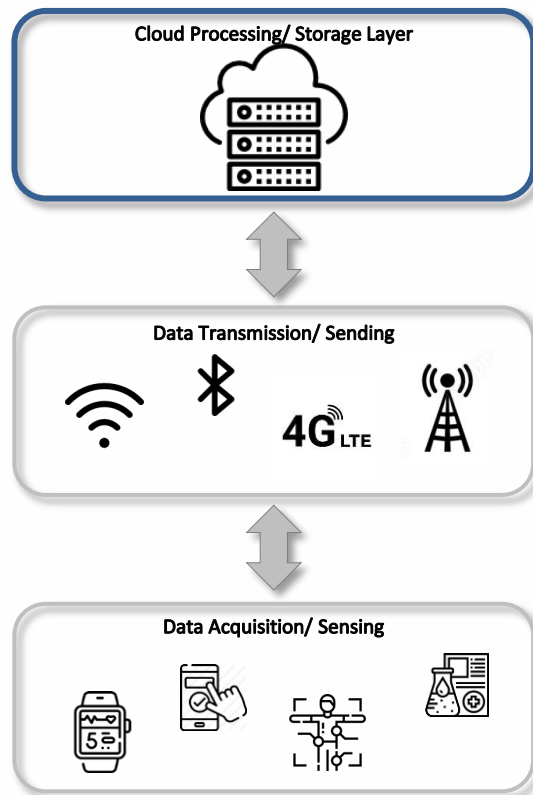 Cloud Processing/ Storage Layer
Data Transmission/ Sending
4G LTE
Data Acquisition/ Sensing
5